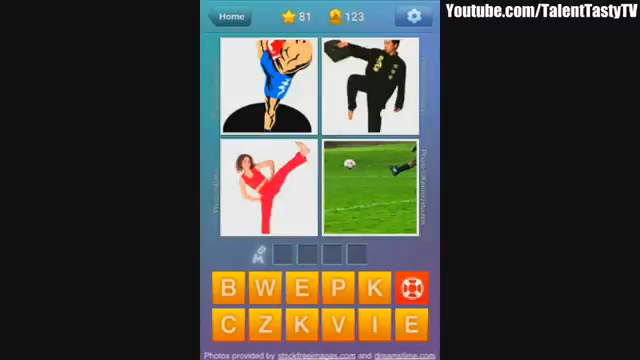 Youtube.com/TalentTastyTV
Home
81
123
B W E P K
C Z K V I E
Photos provided by stockfreeimages.com and dreamstime.com